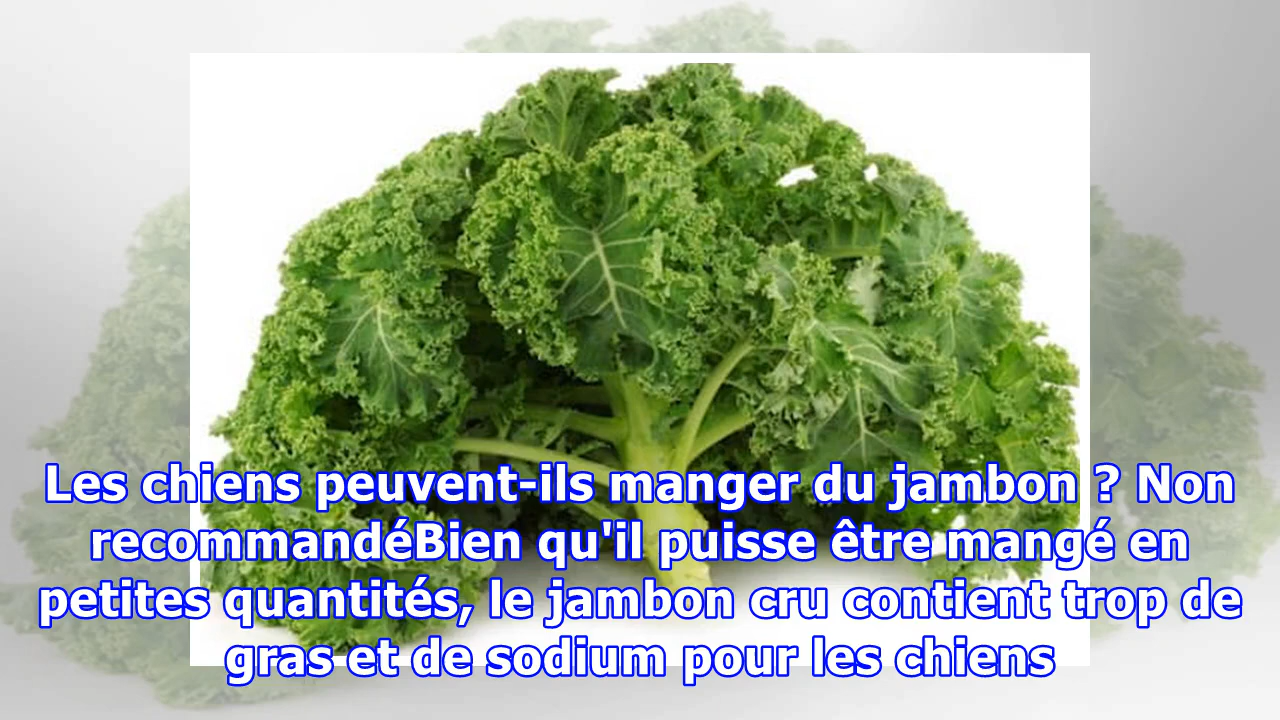 Les chiens peuvent-ils manger du jambon ? Non
recommandéBien qu'il puisse être mangé en
petites quantités, le jambon cru contient trop de
gras et de sodium pour les chiens